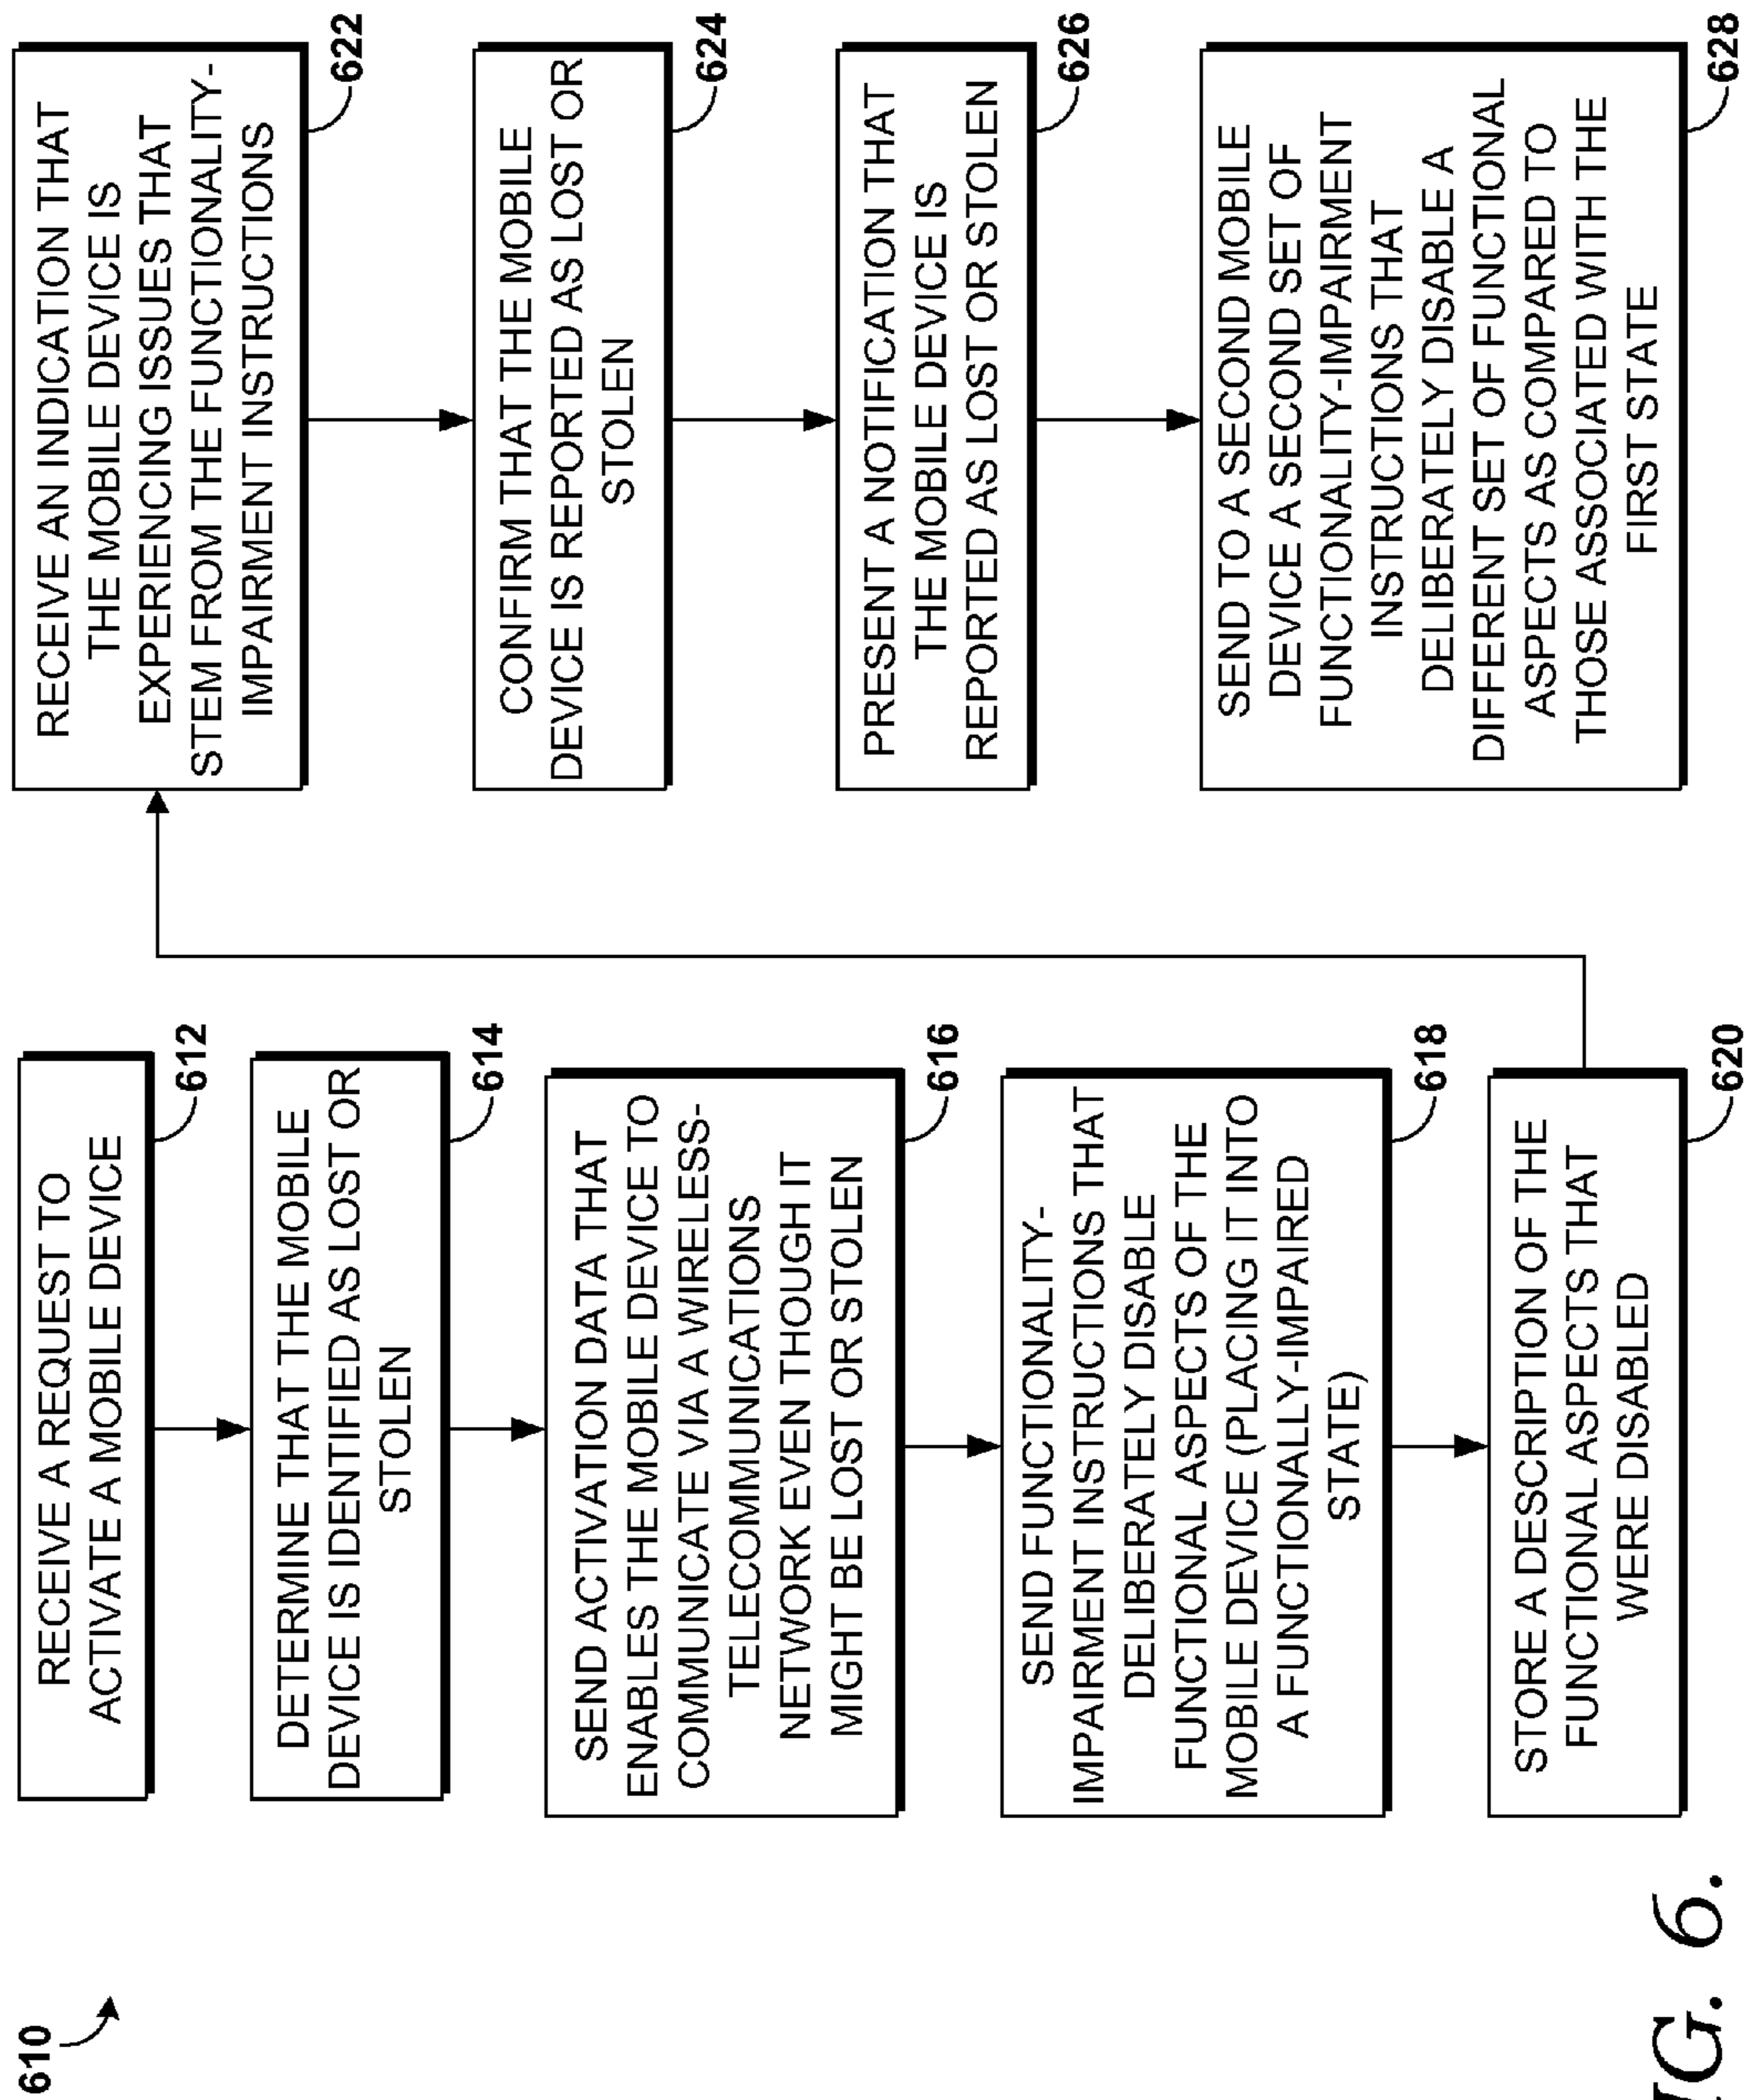 610
RECEIVE A REQUEST TO
ACTIVATE A MOBILE DEVICE
612
DETERMINE THAT THE MOBILE
DEVICE IS IDENTIFIED AS LOST OR
STOLEN
614
SEND ACTIVATION DATA THAT
ENABLES THE MOBILE DEVICE TO
COMMUNICATE VIA A WIRELESS-
TELECOMMUNICATIONS
NETWORK EVEN THOUGH IT
MIGHT BE LOST OR STOLEN
616
SEND FUNCTIONALITY-
IMPAIRMENT INSTRUCTIONS THAT
DELIBERATELY DISABLE
FUNCTIONAL ASPECTS OF THE
MOBILE DEVICE (PLACING IT INTO
A FUNCTIONALLY-IMPAIRED
STATE)
618
STORE A DESCRIPTION OF THE
FUNCTIONAL ASPECTS THAT
WERE DISABLED
620
RECEIVE AN INDICATION THAT
THE MOBILE DEVICE IS
EXPERIENCING ISSUES THAT
STEM FROM THE FUNCTIONALITY-
IMPAIRMENT INSTRUCTIONS
622
CONFIRM THAT THE MOBILE
DEVICE IS REPORTED AS LOST OR
STOLEN
624
PRESENT A NOTIFICATION THAT
THE MOBILE DEVICE IS
REPORTED AS LOST OR STOLEN
626
SEND TO A SECOND MOBILE
DEVICE A SECOND SET OF
FUNCTIONALITY-IMPAIRMENT
INSTRUCTIONS THAT
DELIBERATELY DISABLE A
DIFFERENT SET OF FUNCTIONAL
ASPECTS AS COMPARED TO
THOSE ASSOCIATED WITH THE
FIRST STATE
628
IG. 6.